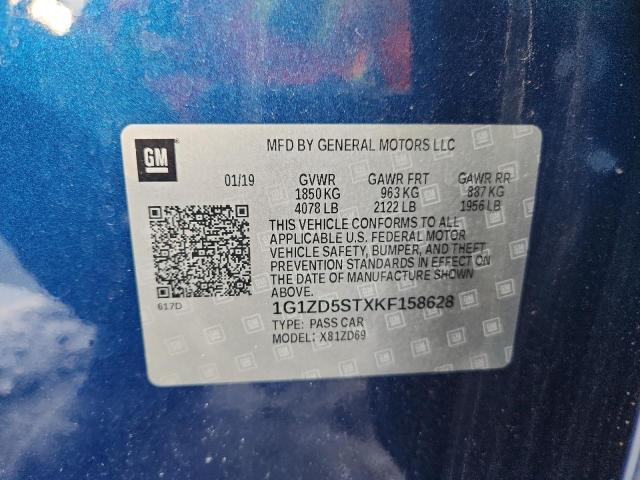 GM
MFD BY GENERAL MOTORS LLC
01/19 GVWR GAWR FRT GAWR RR
1850 KG 963 KG 887 KG
4078 LB 2122 LB 1956 LB
THIS VEHICLE CONFORMS TO ALL
APPLICABLE U.S. FEDERAL MOTOR
VEHICLE SAFETY, BUMPER, AND THEFT
PREVENTION STANDARDS IN EFFECT ON
THE DATE OF MANUFACTURE SHOWN
ABOVE.
617D
1G1ZD5STXKF158628
TYPE: PASS CAR
MODEL: X81ZD69